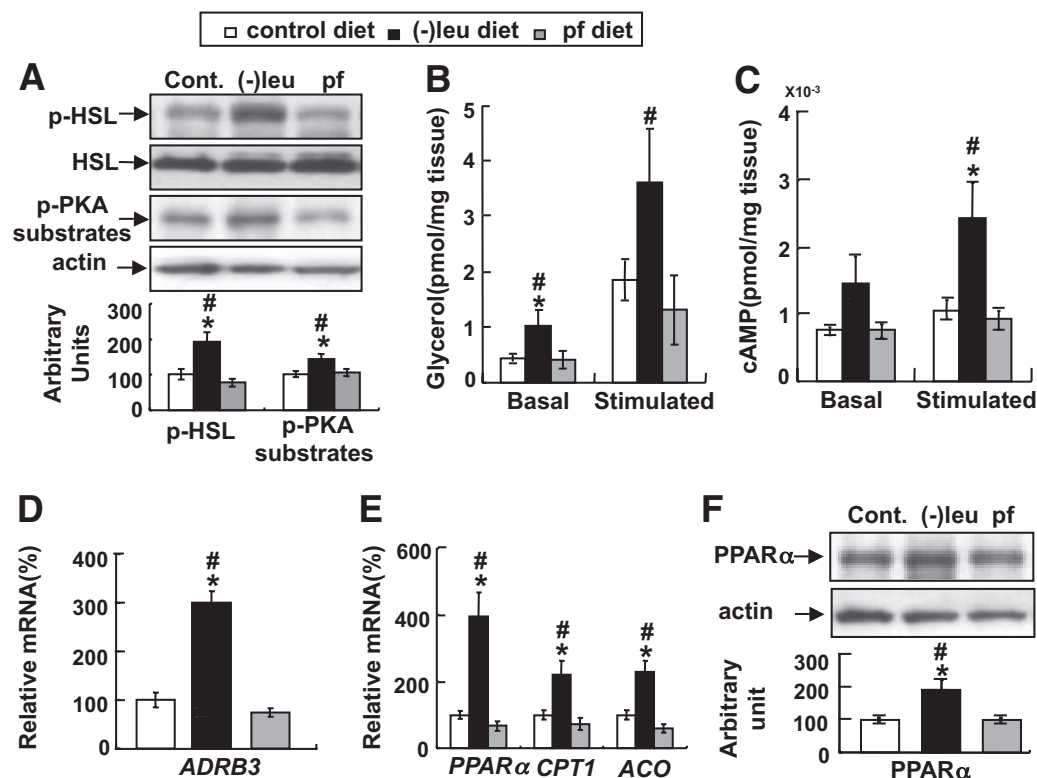 control diet (-)leu diet pf diet
A
Cont. (-)leu pf
p-HSL
HSL
p-PKA
substrates
actin
Arbitrary
Units
300
200
100
0
# # 
* *
p-HSL
p-PKA
substrates
B
Glycerol(pmol/mg tissue)
5
4
3
2
1
0
#
*
#
Basal Stimulated
C
X10-3
cAMP(pmol/mg tissue)
4
3
2
1
0
#
*
Basal Stimulated
D
Relative mRNA(%)
400
300
200
100
0
#
*
ADRB3
E
Relative mRNA(%)
600
400
200
0
# # #
* * *
PPARα CPT1 ACO
F
Cont. (-)leu pf
PPARα
actin
Arbitrary
unit
300
200
100
0
#
*
PPARα